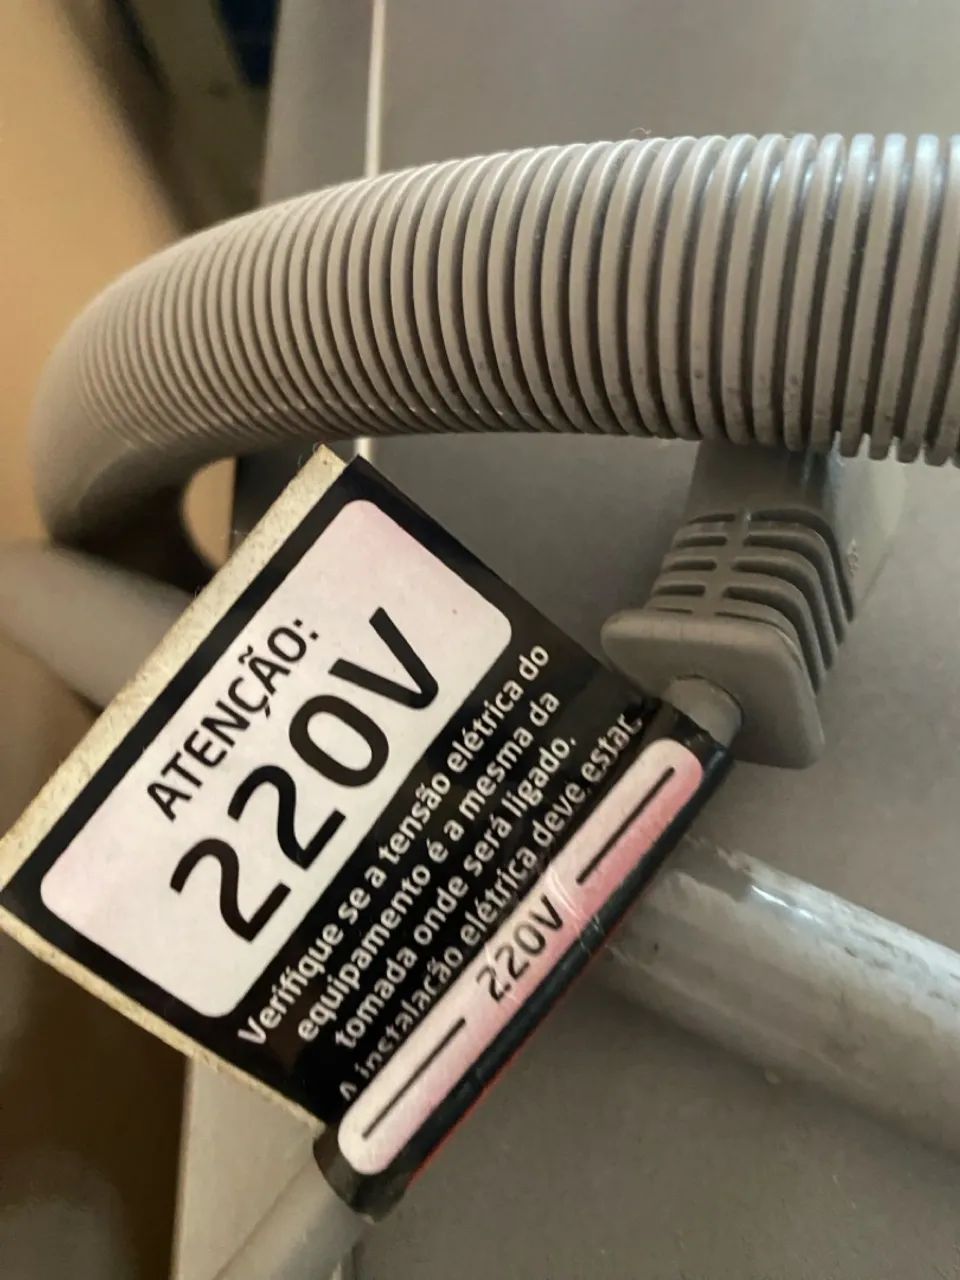 ATENÇÃO:
220V
Verifique se a tensão elétrica do
equipamento é a mesma da
tomada onde será ligado.
A instalação elétrica deve estar
220V